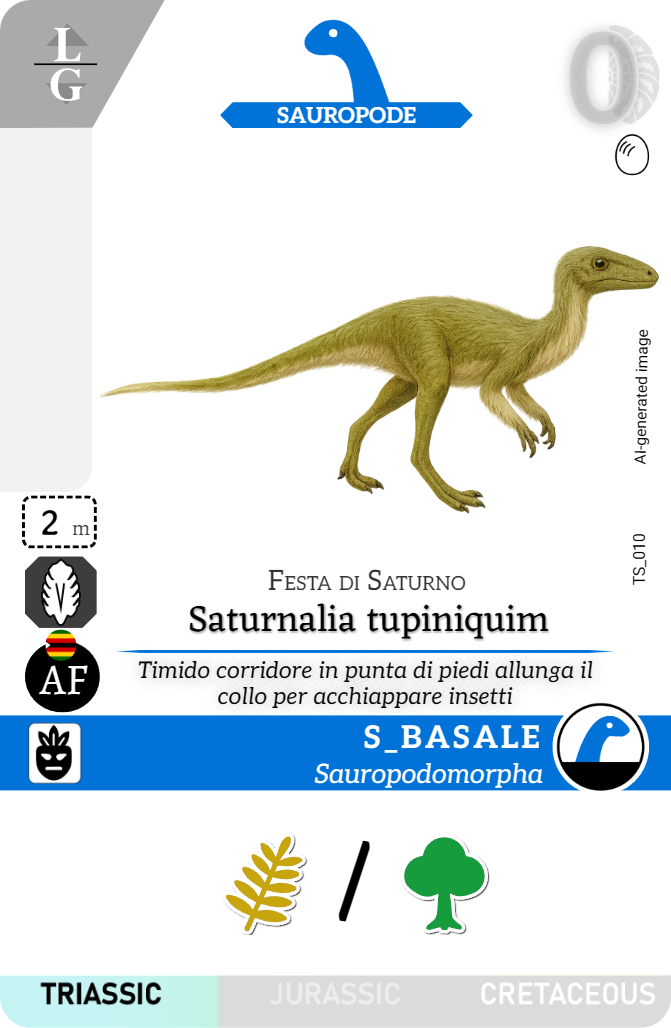 L
G
SAUROPODE
0
AI-generated image
TS_010
2 m
FESTA DI SATURNO
Saturnalia tupiniquim
AF
Timido corridore in punta di piedi allunga il
collo per acchiappare insetti
S_BASALE
Sauropodomorpha
/
TRIASSIC JURASSIC CRETACEOUS